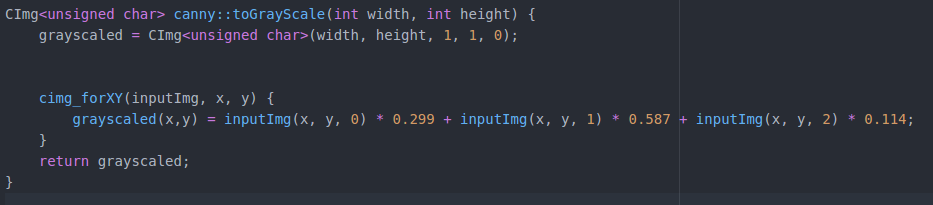 CImg<unsigned char> canny::toGrayScale(int width, int height) {
    grayscaled = CImg<unsigned char>(width, height, 1, 1, 0);
    cimg_forXY(inputImg, x, y) {
        grayscaled(x,y) = inputImg(x, y, 0) * 0.299 + inputImg(x, y, 1) * 0.587 + inputImg(x, y, 2) * 0.114;
    }
    return grayscaled;
}